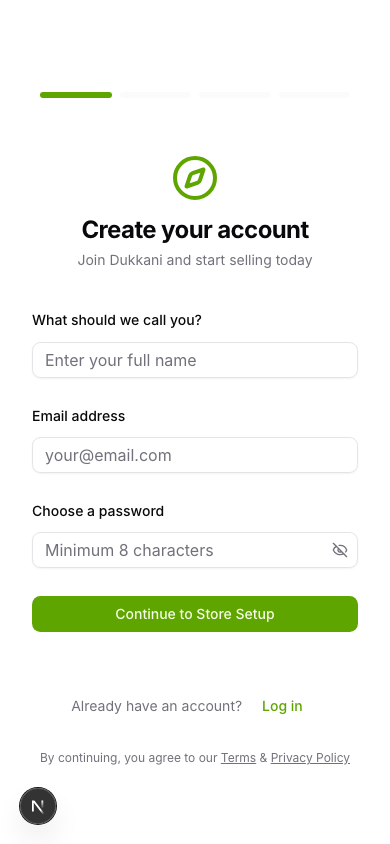 Create your account
Join Dukkani and start selling today
What should we call you?
Enter your full name
Email address
your@email.com
Choose a password
Minimum 8 characters
Continue to Store Setup
Already have an account? Log in
By continuing, you agree to our Terms & Privacy Policy
N